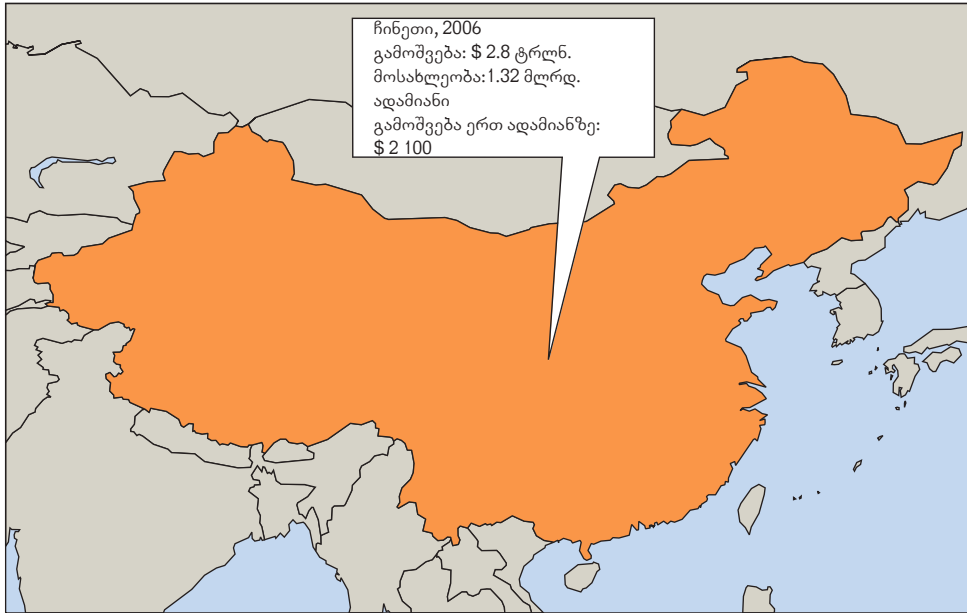 ჩინეთი, 2006
გამოშვება: $ 2.8 ტრლნ.
მოსახლეობა:1.32 მლრდ.
ადამიანი
გამოშვება ერთ ადამიანზე:
$ 2 100